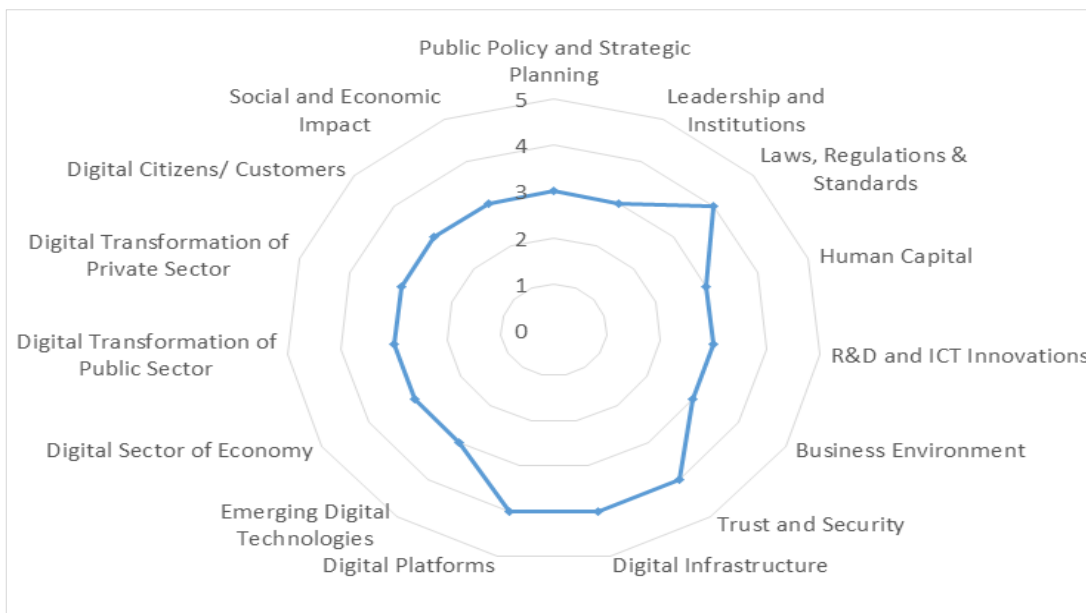 Public Policy and Strategic
Planning
Leadership and
Institutions
Laws, Regulations &
Standards
Human Capital
R&D and ICT Innovations
Business Environment
Trust and Security
Digital Infrastructure
Digital Platforms
Emerging Digital
Technologies
Digital Sector of Economy
Digital Transformation of
Public Sector
Digital Transformation of
Private Sector
Digital Citizens/ Customers
Social and Economic
Impact
5
4
3
2
1
0